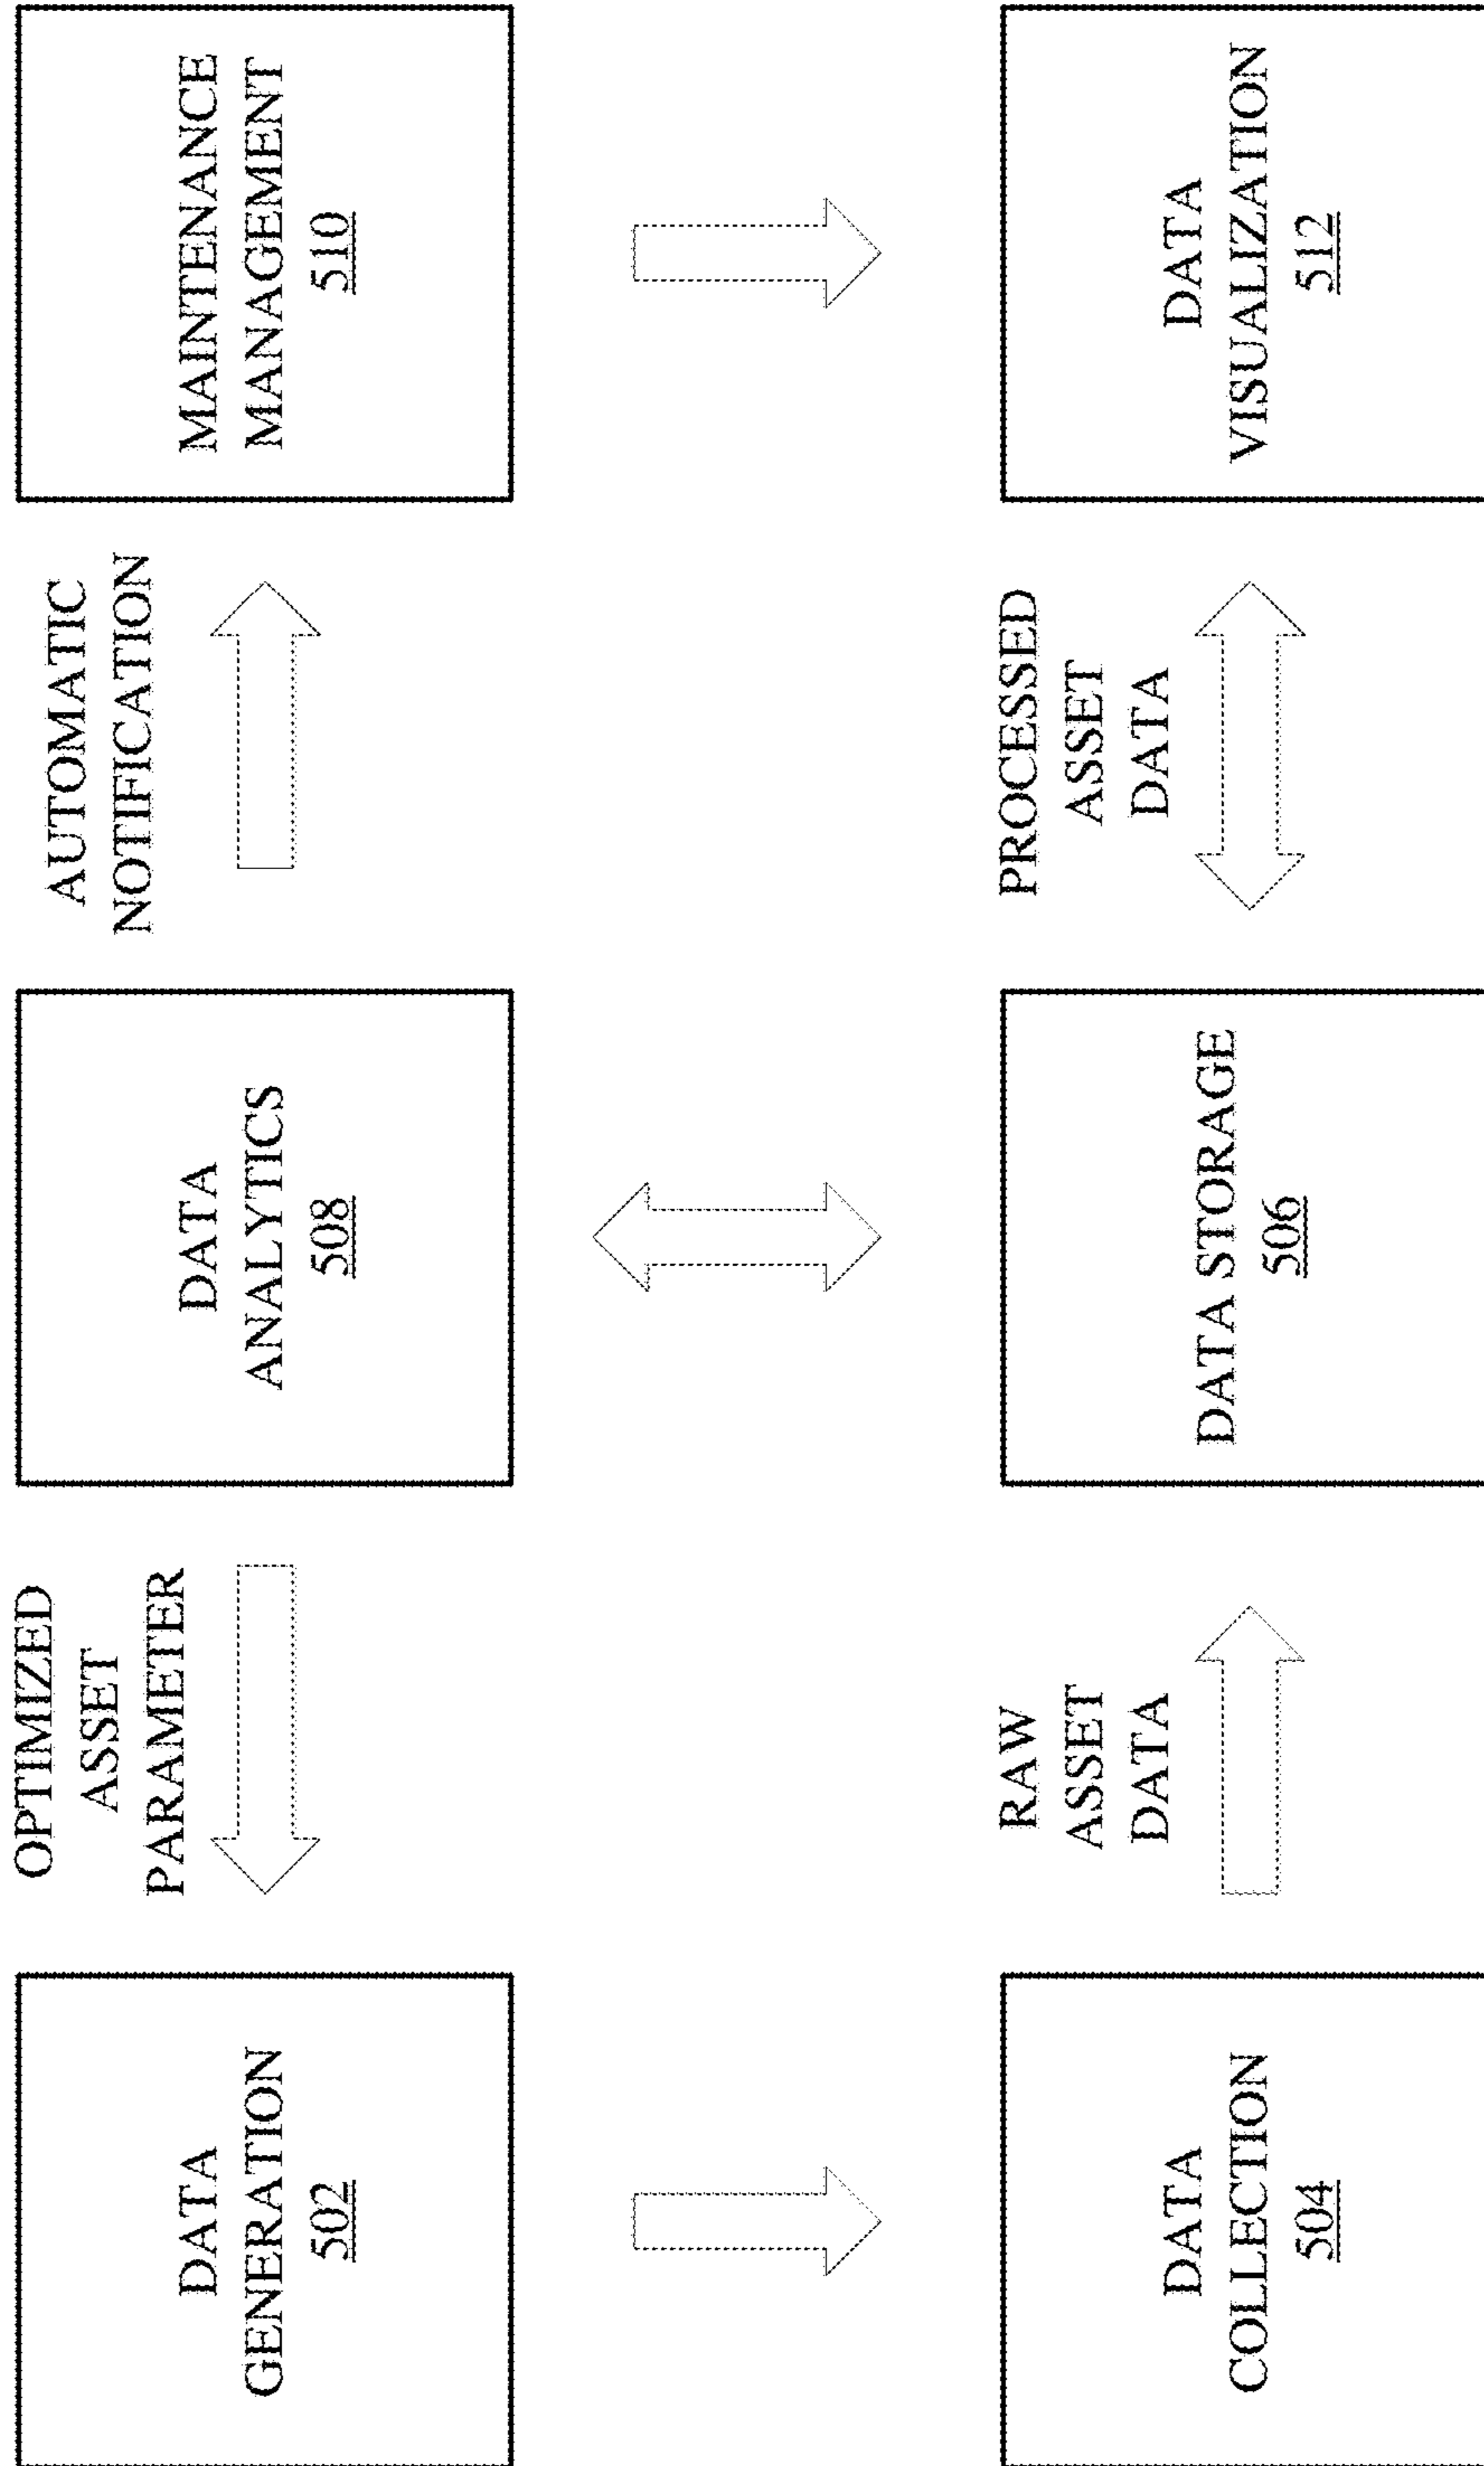 DATA
GENERATION
502
OPTIMIZED
ASSET
PARAMETER
DATA
ANALYTICS
508
AUTOMATIC
NOTIFICATION
MAINTENANCE
MANAGEMENT
510
DATA
COLLECTION
504
RAW
ASSET
DATA
DATA STORAGE
506
PROCESSED
ASSET
DATA
DATA
VISUALIZATION
512